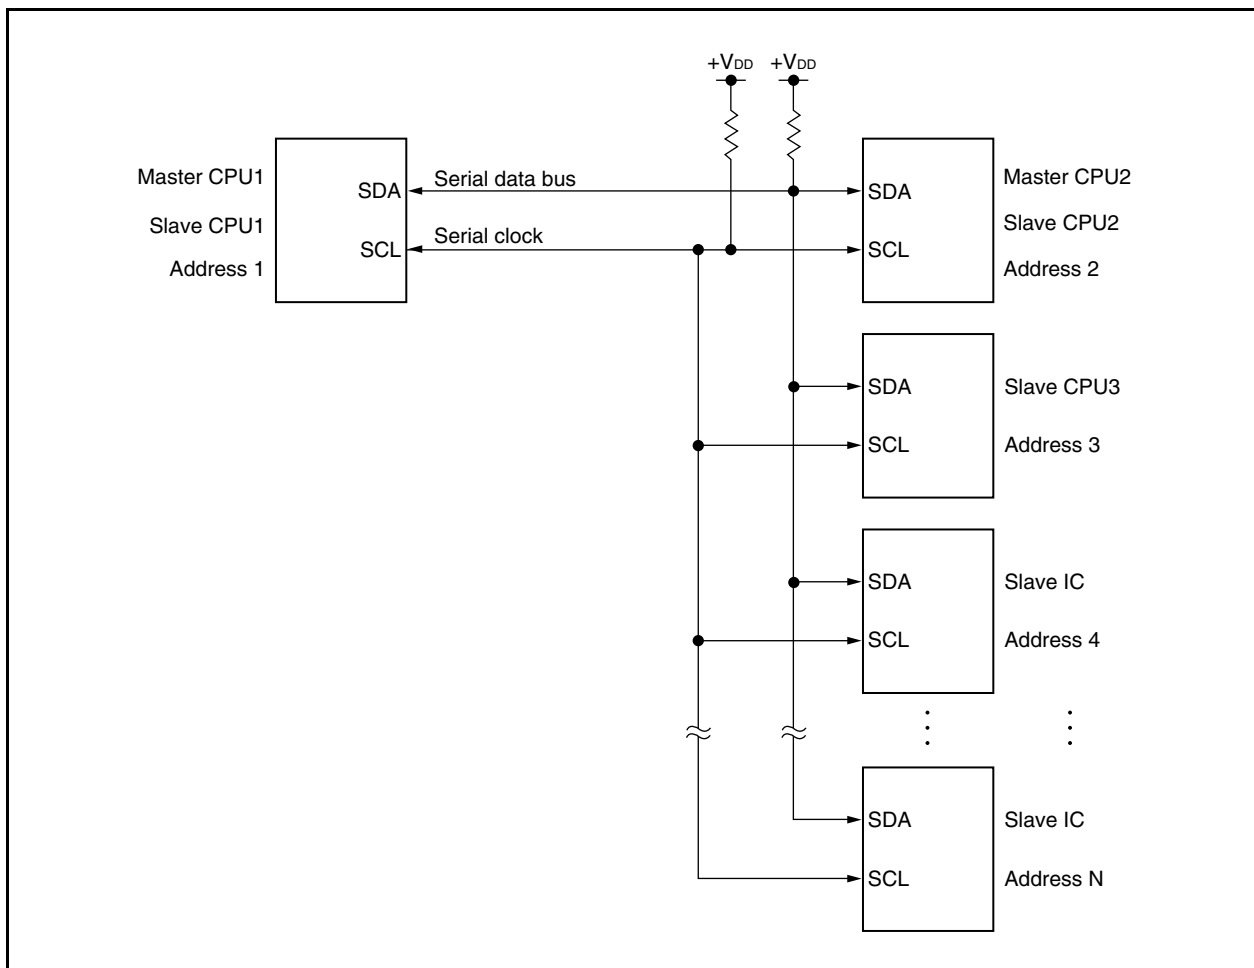 +VDD +VDD
Master CPU1
Slave CPU1
Address 1
SDA
SCL
Serial data bus
Serial clock
SDA
SCL
Master CPU2
Slave CPU2
Address 2
SDA
SCL
Slave CPU3
Address 3
SDA
SCL
Slave IC
Address 4
SDA
SCL
Slave IC
Address N